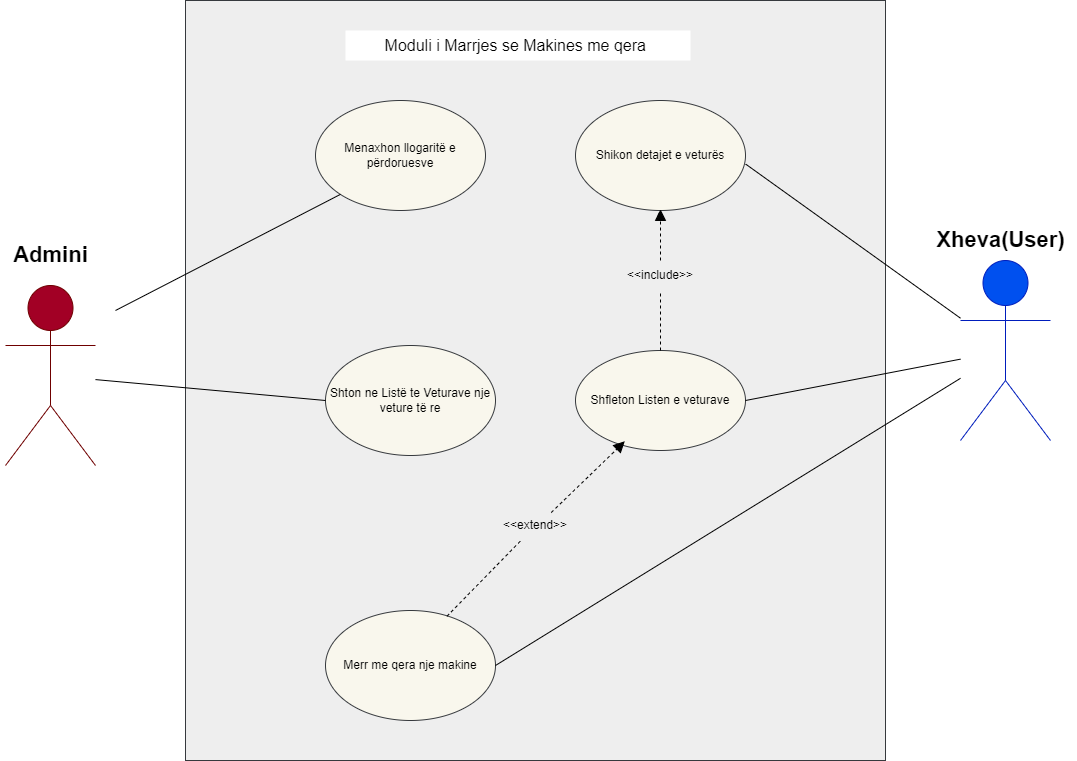 Moduli i Marrjes se Makines me qera
Menaxhon llogaritë e
përdoruesve
Shikon detajet e veturës
Admini
Xheva(User)
<<include>>
Shton ne Listë te Veturave nje
veture të re
Shfleton Listen e veturave
<<extend>>
Merr me qera nje makine